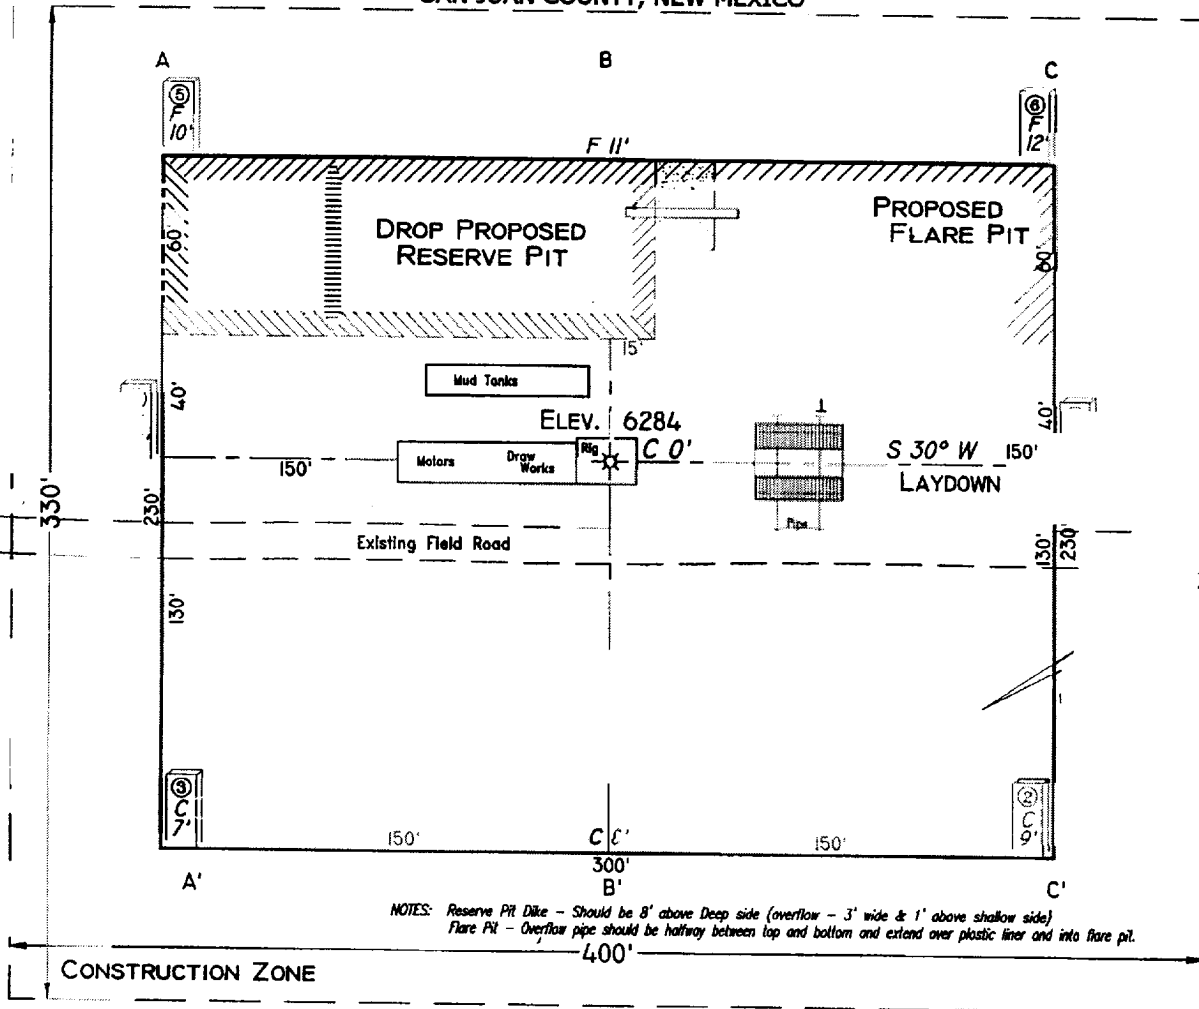 SAN JUAN COUNTY, NEW MEXICO
A
B
C
⑤
F
10'
⑥
F
12'
F 11'
DROP PROPOSED
RESERVE PIT
PROPOSED
FLARE PIT
60'
60'
15'
Mud Tanks
40'
40'
ELEV. 6284
C 0'
Rig
Motors
Draw
Works
150'
S 30° W
150'
LAYDOWN
Pipe
330'
230'
Existing Field Road
130'
230'
130'
③
C
7'
②
C
9'
150'
C
150'
300'
A'
B'
C'
NOTES: Reserve Pit Dike - Should be 8' above Deep side (overflow - 3' wide & 1' above shallow side)
Flare Pit - Overflow pipe should be halfway between top and bottom and extend over plastic liner and into flare pit.
400'
CONSTRUCTION ZONE